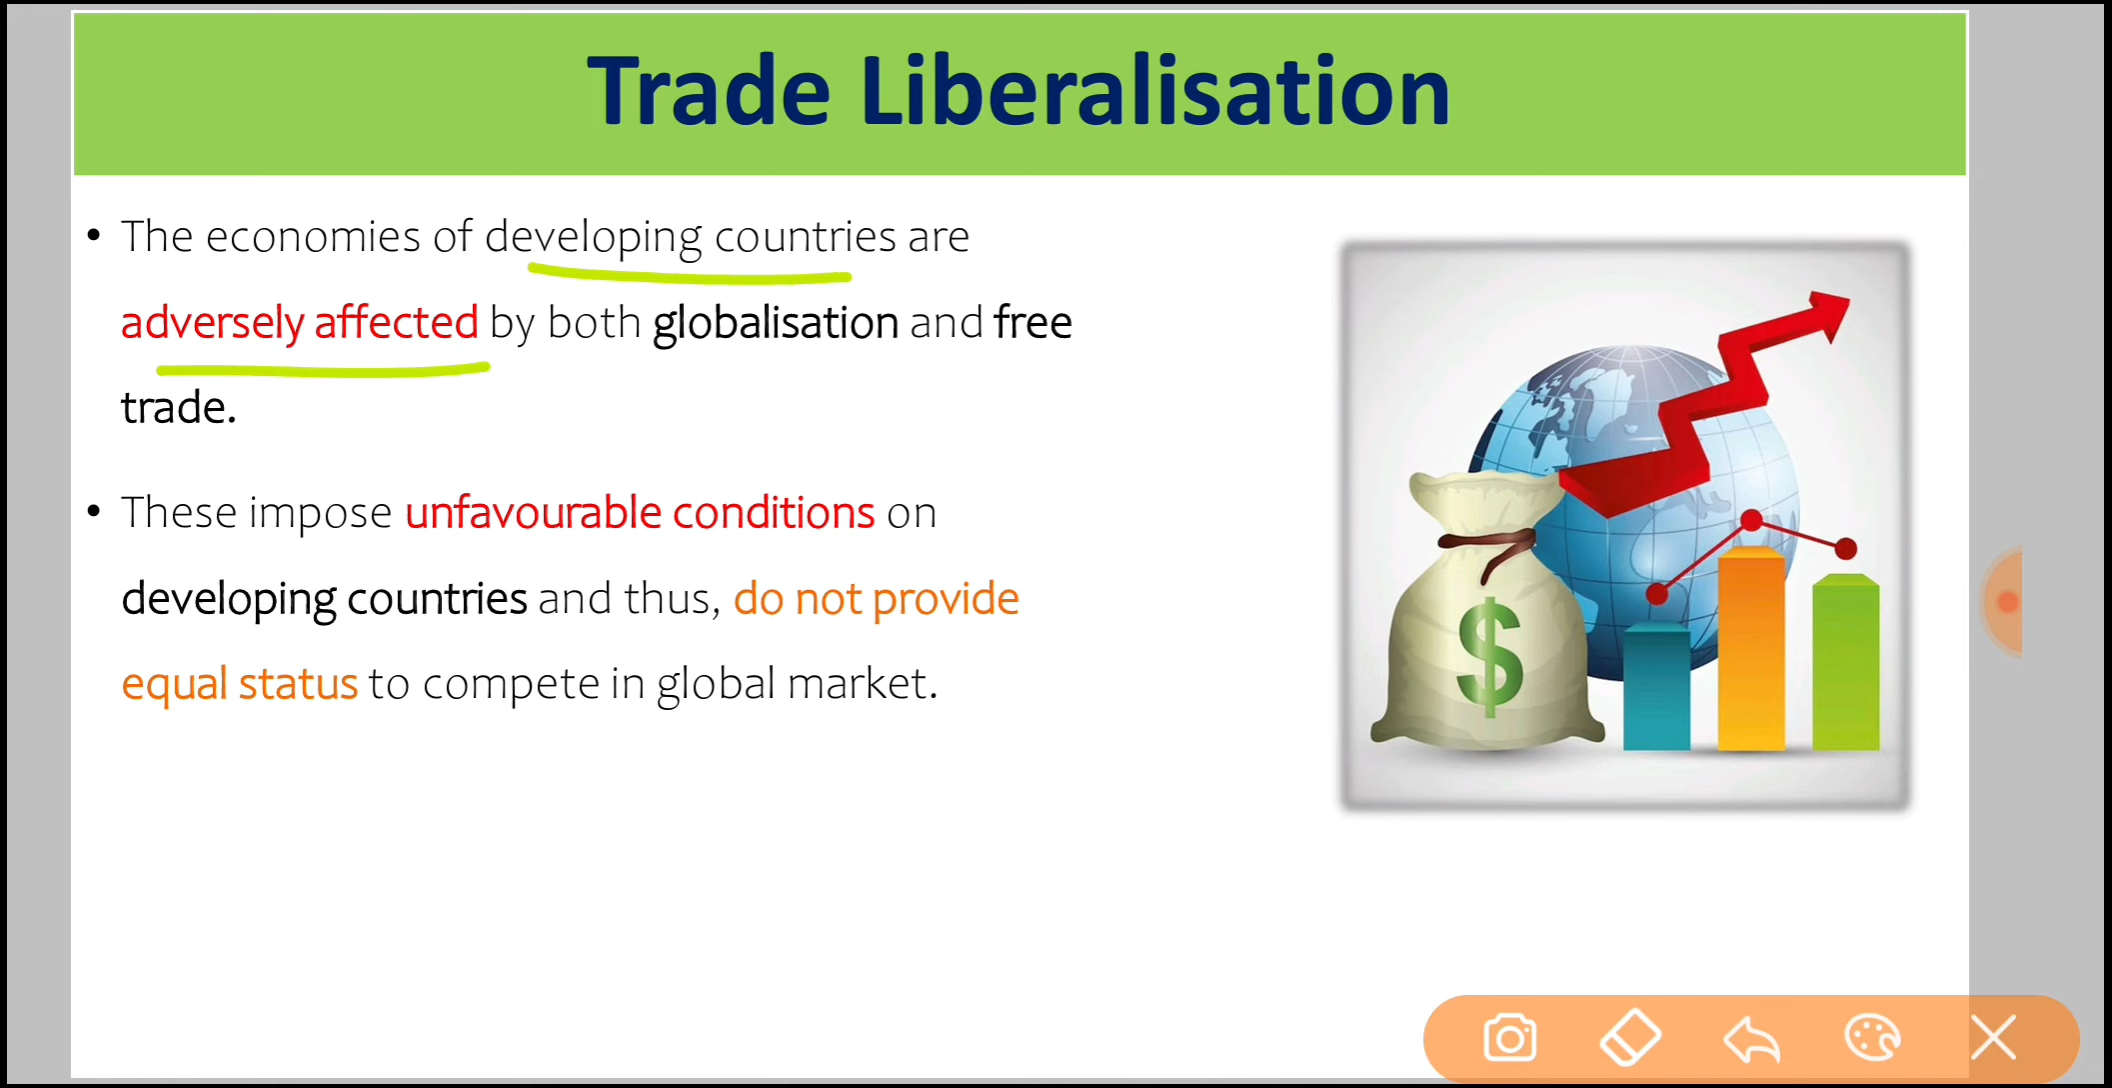 Trade Liberalisation
• The economies of developing countries are
adversely affected by both globalisation and free
trade.
• These impose unfavourable conditions on
developing countries and thus, do not provide
equal status to compete in global market.
$